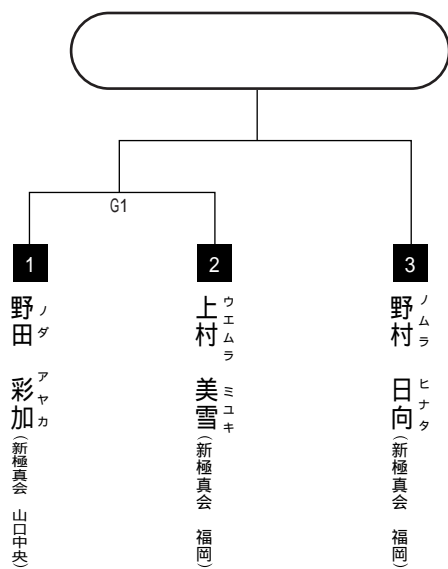 G1
1
野田 彩加（新極真会 山口中央）
ノダ アヤカ
2
上村 美雪（新極真会 福岡）
ウエムラ ミユキ
3
野村 日向（新極真会 福岡）
ノムラ ヒナタ